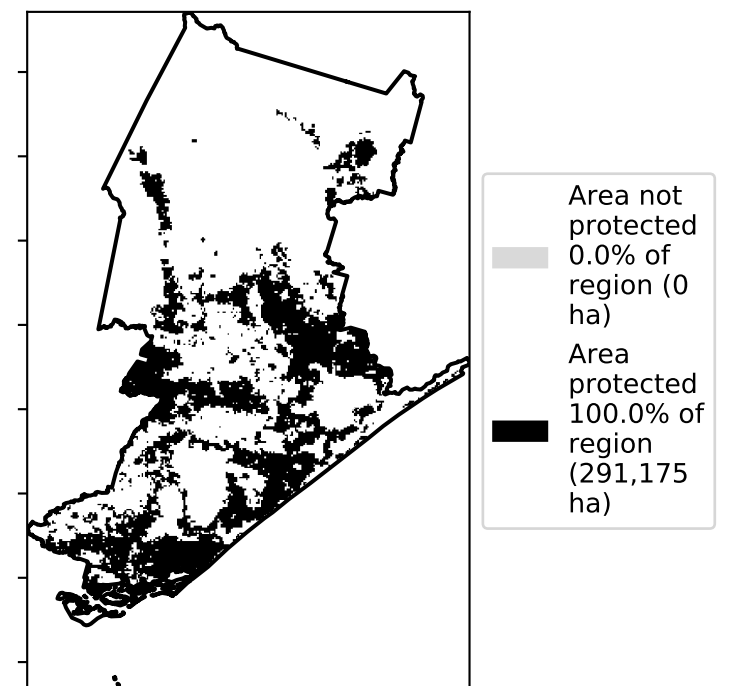 Area not
protected
0.0% of
region (0
ha)
Area
protected
100.0% of
region
(291,175
ha)